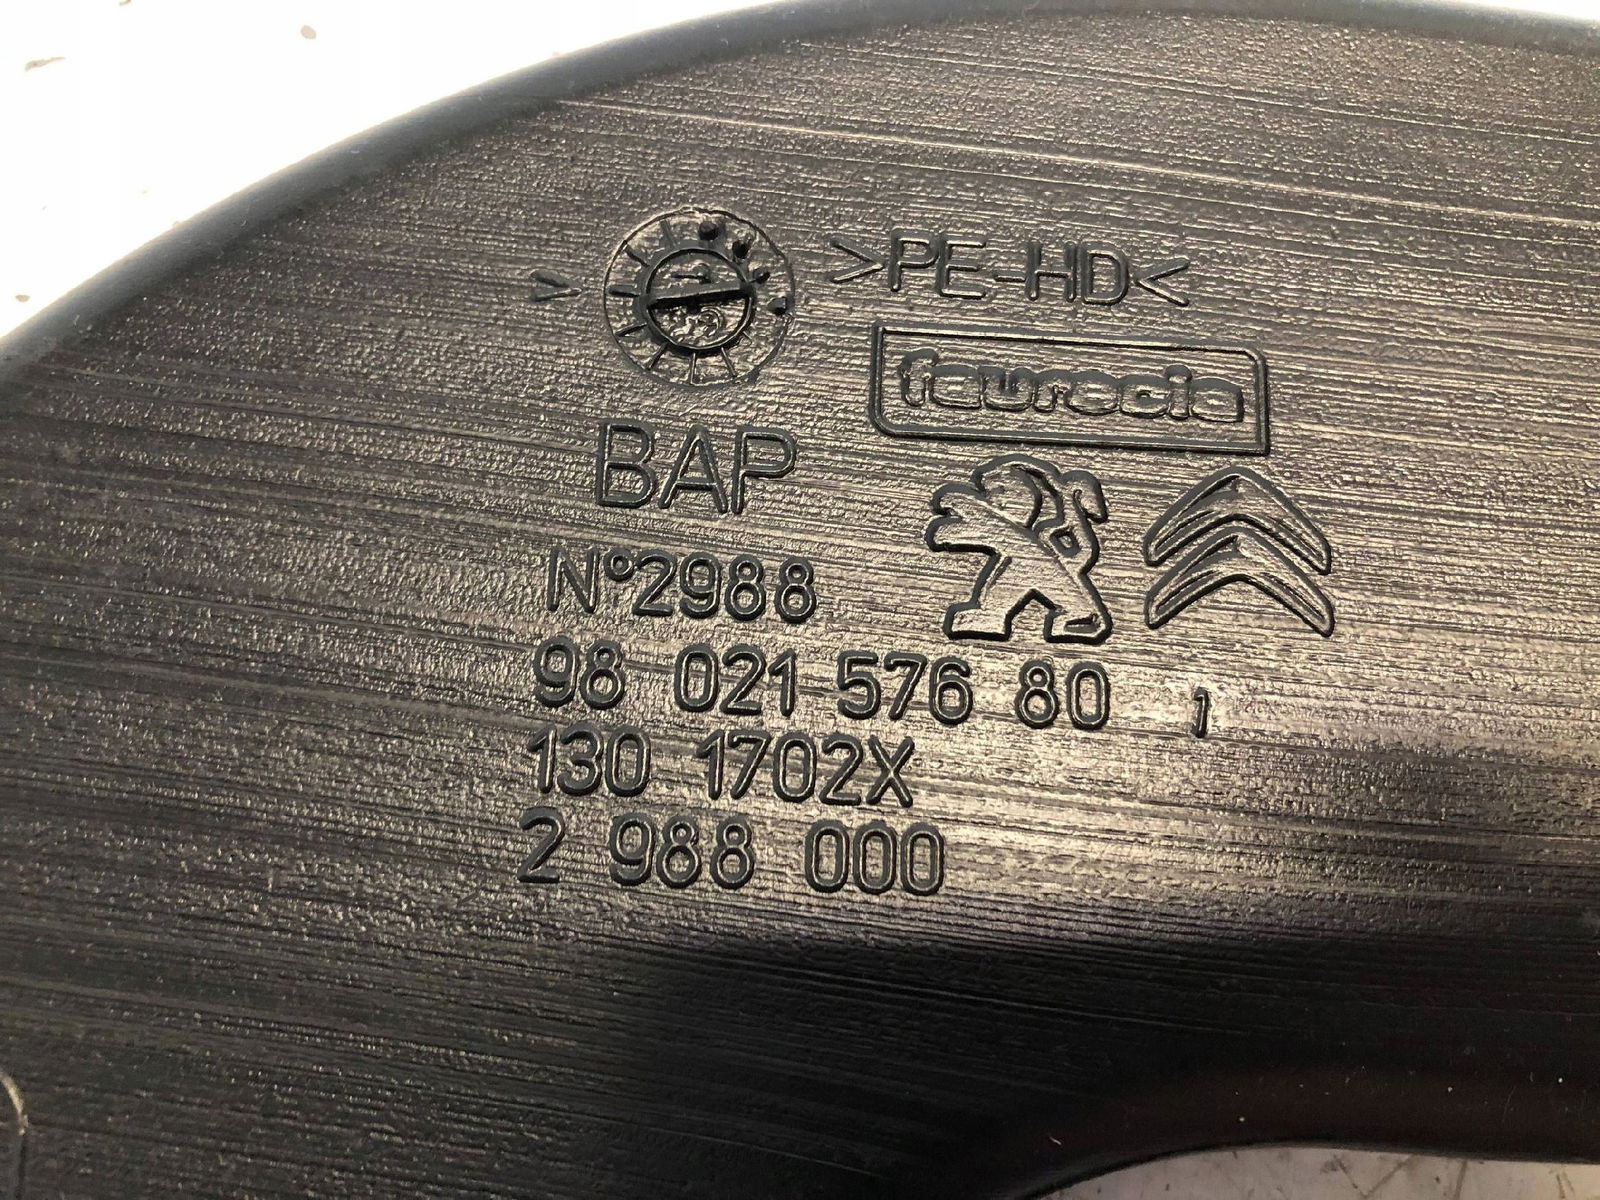 >PE-HD<
faurecia
BAP
N°2988
98 021 576 80 1
130 1702X
2 988 000